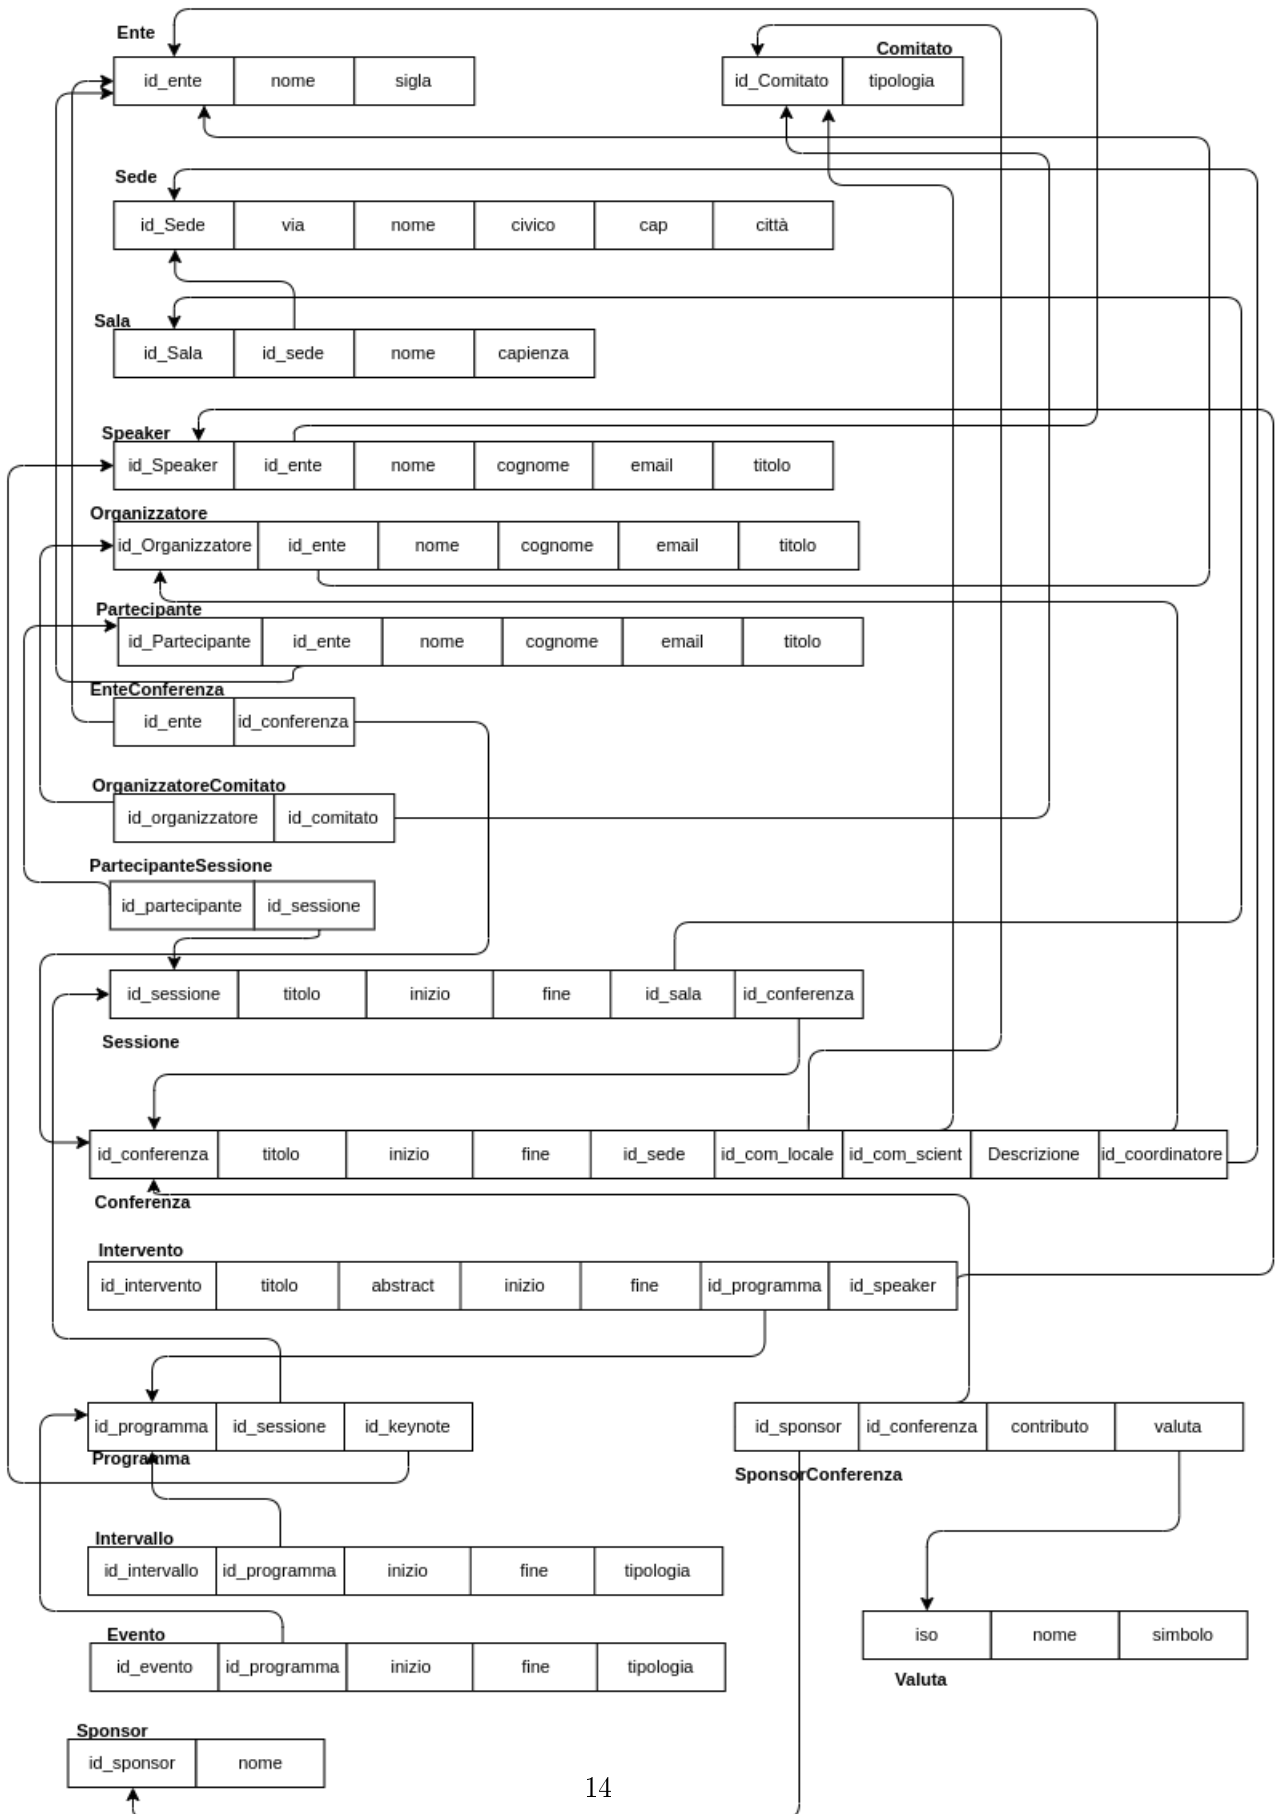 Ente
Comitato
id_ente nome sigla
id_Comitato tipologia
Sede
id_Sede via nome civico cap città
Sala
id_Sala id_sede nome capienza
Speaker
id_Speaker id_ente nome cognome email titolo
Organizzatore
id_Organizzatore id_ente nome cognome email titolo
Partecipante
id_Partecipante id_ente nome cognome email titolo
EnteConferenza
id_ente id_conferenza
OrganizzatoreComitato
id_organizzatore id_comitato
PartecipanteSessione
id_partecipante id_sessione
id_sessione titolo inizio fine id_sala id_conferenza
Sessione
id_conferenza titolo inizio fine id_sede id_com_locale id_com_scient Descrizione id_coordinatore
Conferenza
Intervento
id_intervento titolo abstract inizio fine id_programma id_speaker
id_programma id_sessione id_keynote
Programma
id_sponsor id_conferenza contributo valuta
SponsorConferenza
Intervallo
id_intervallo id_programma inizio fine tipologia
iso nome simbolo
Valuta
Evento
id_evento id_programma inizio fine tipologia
Sponsor
id_sponsor nome
14